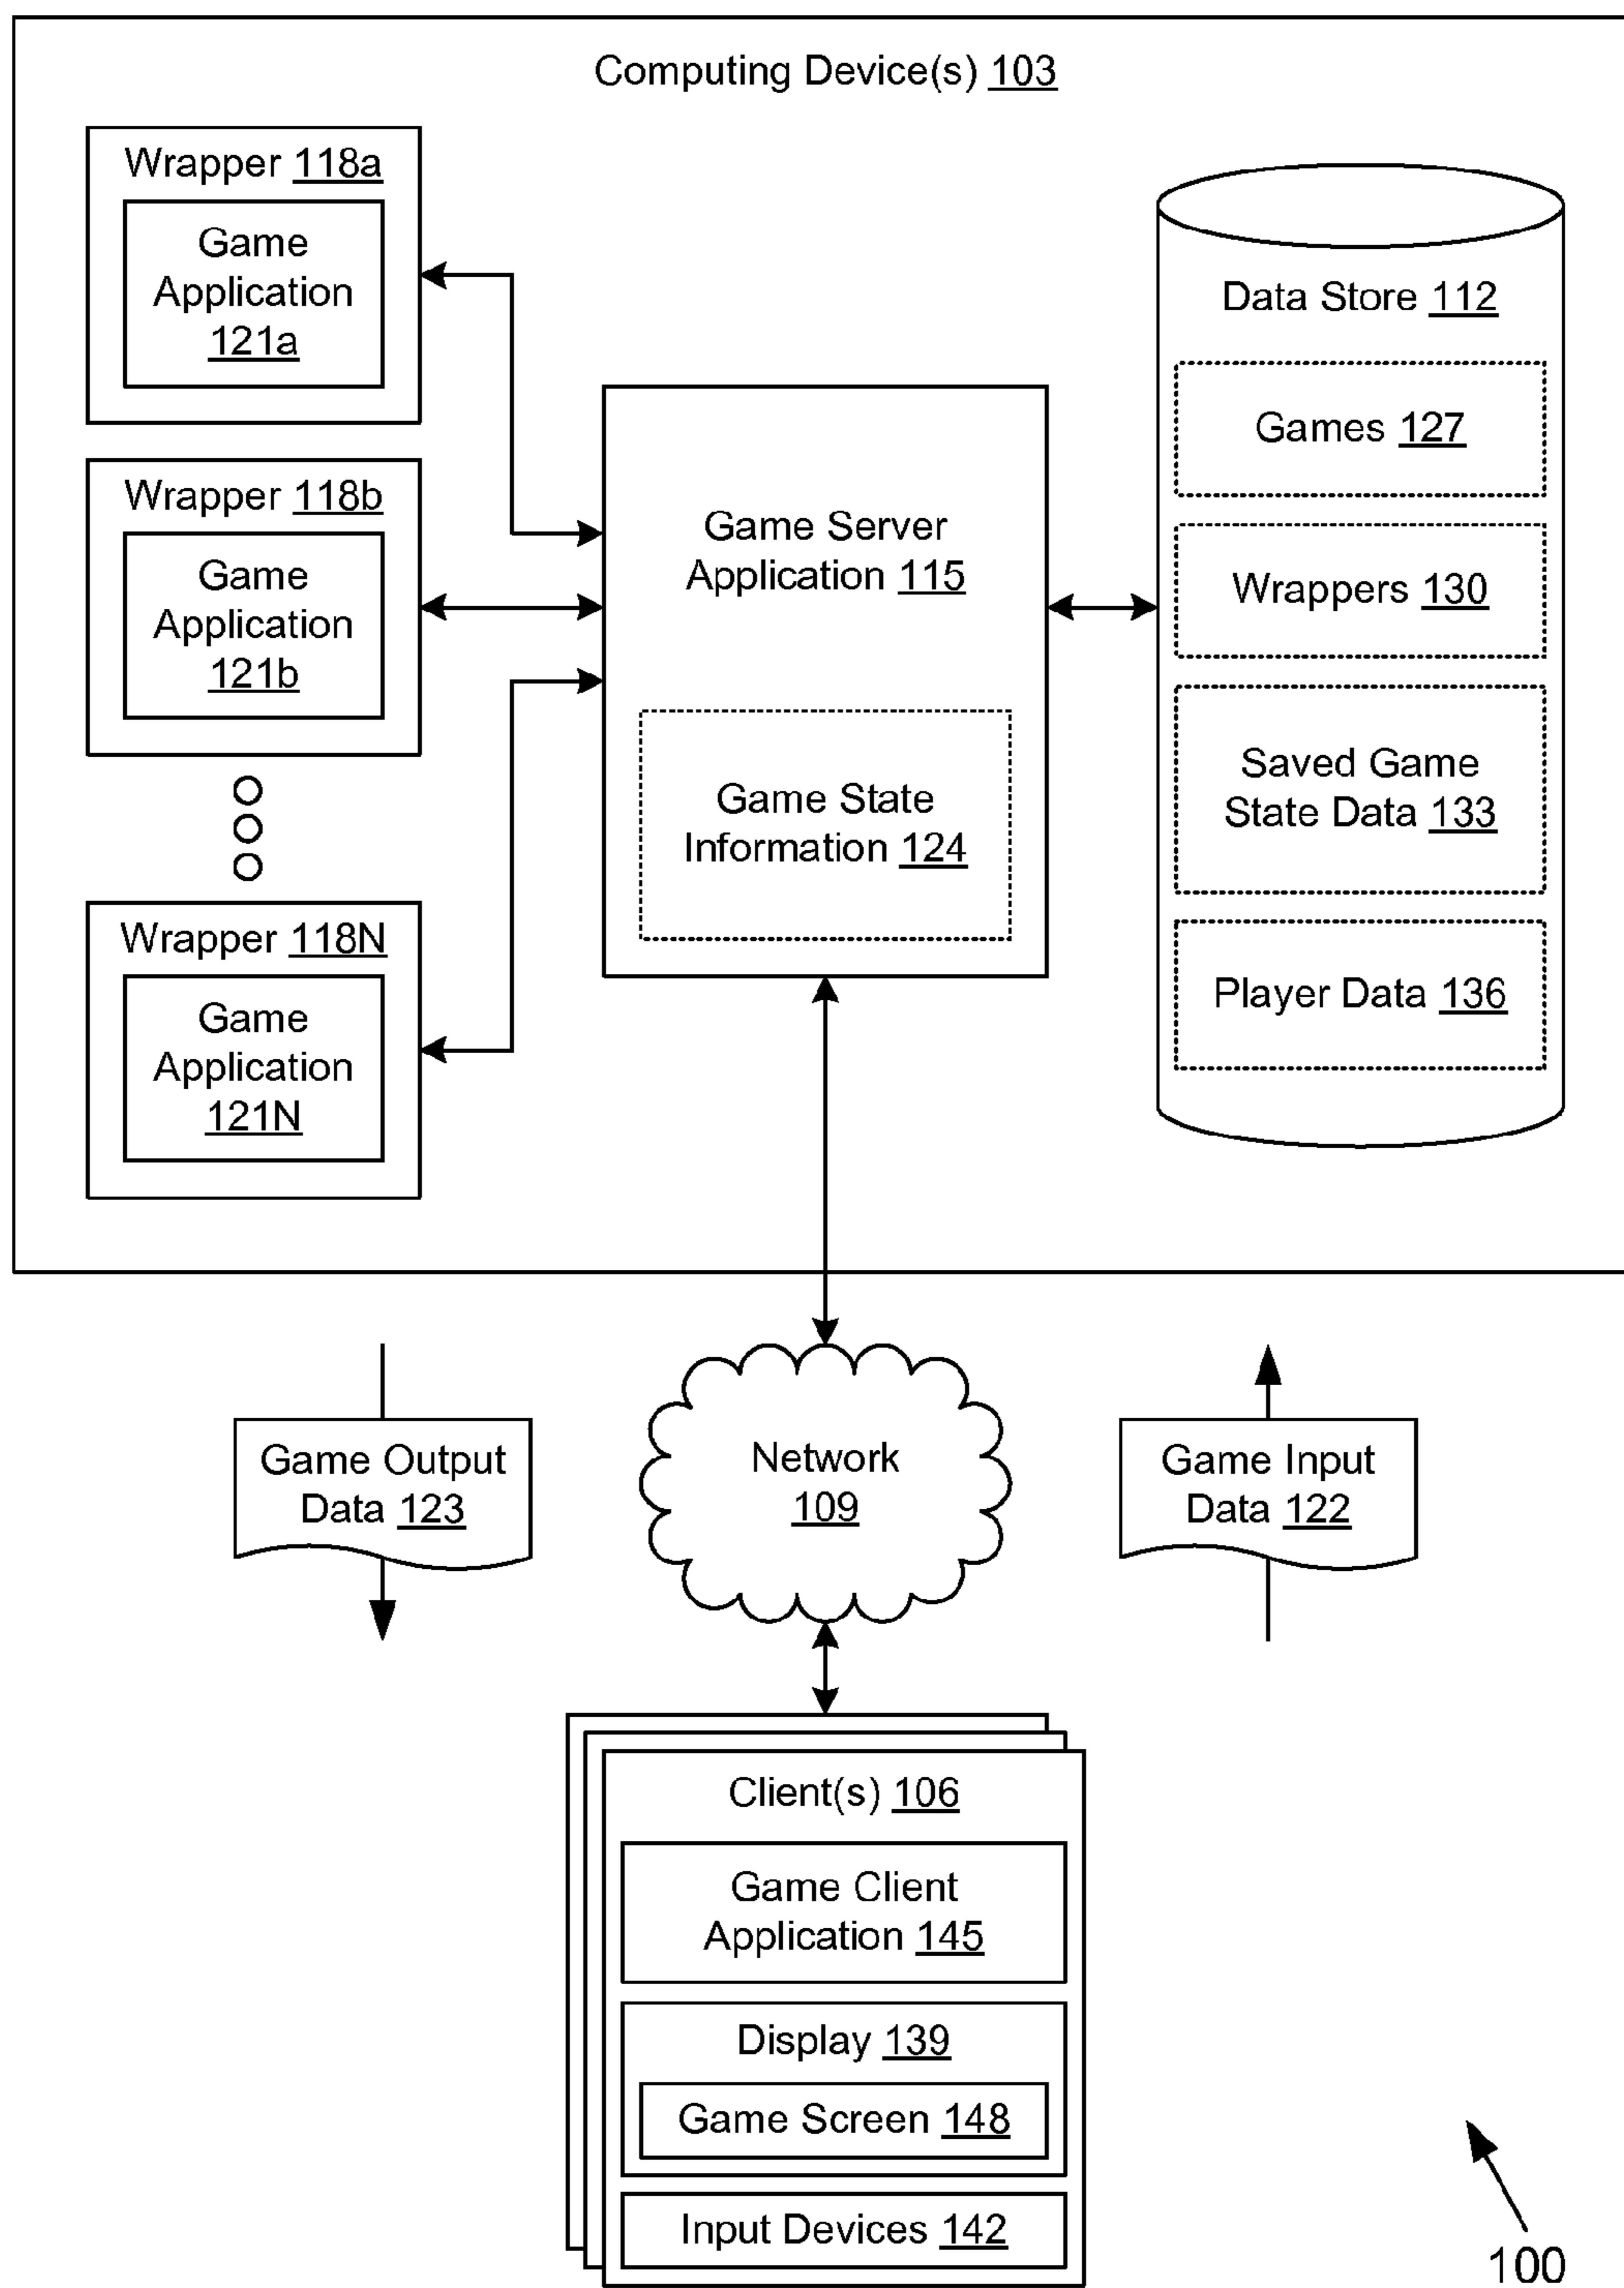 Computing Device(s) 103
Wrapper 118a
Game
Application
121a
Wrapper 118b
Game
Application
121b
Wrapper 118N
Game
Application
121N
Game Server
Application 115
Game State
Information 124
Data Store 112
Games 127
Wrappers 130
Saved Game
State Data 133
Player Data 136
Game Output
Data 123
Network
109
Game Input
Data 122
Client(s) 106
Game Client
Application 145
Display 139
Game Screen 148
Input Devices 142
100